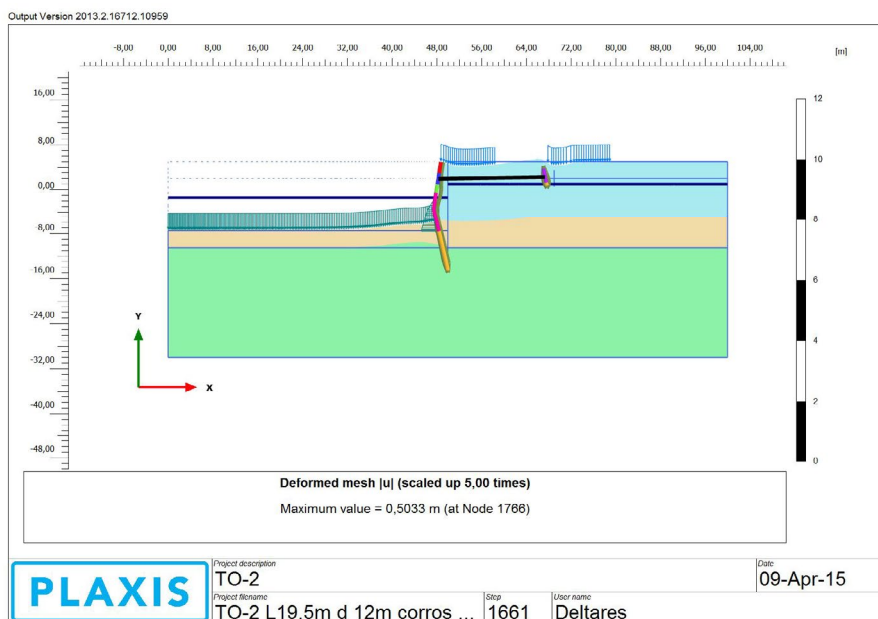 Output Version 2013.2.16712.10959
-8,00 0,00 8,00 16,00 24,00 32,00 40,00 48,00 56,00 64,00 72,00 80,00 88,00 96,00 104,00
[m]
16,00
8,00
0,00
-8,00
-16,00
-24,00
-32,00
-40,00
-48,00
12
10
8
6
4
2
0
Y
X
Deformed mesh |u| (scaled up 5,00 times)
Maximum value = 0,5033 m (at Node 1766)
PLAXIS
Project description
TO-2
Date
09-Apr-15
Project filename
TO-2 L19.5m d 12m corros ...
Step
1661
User name
Deltares